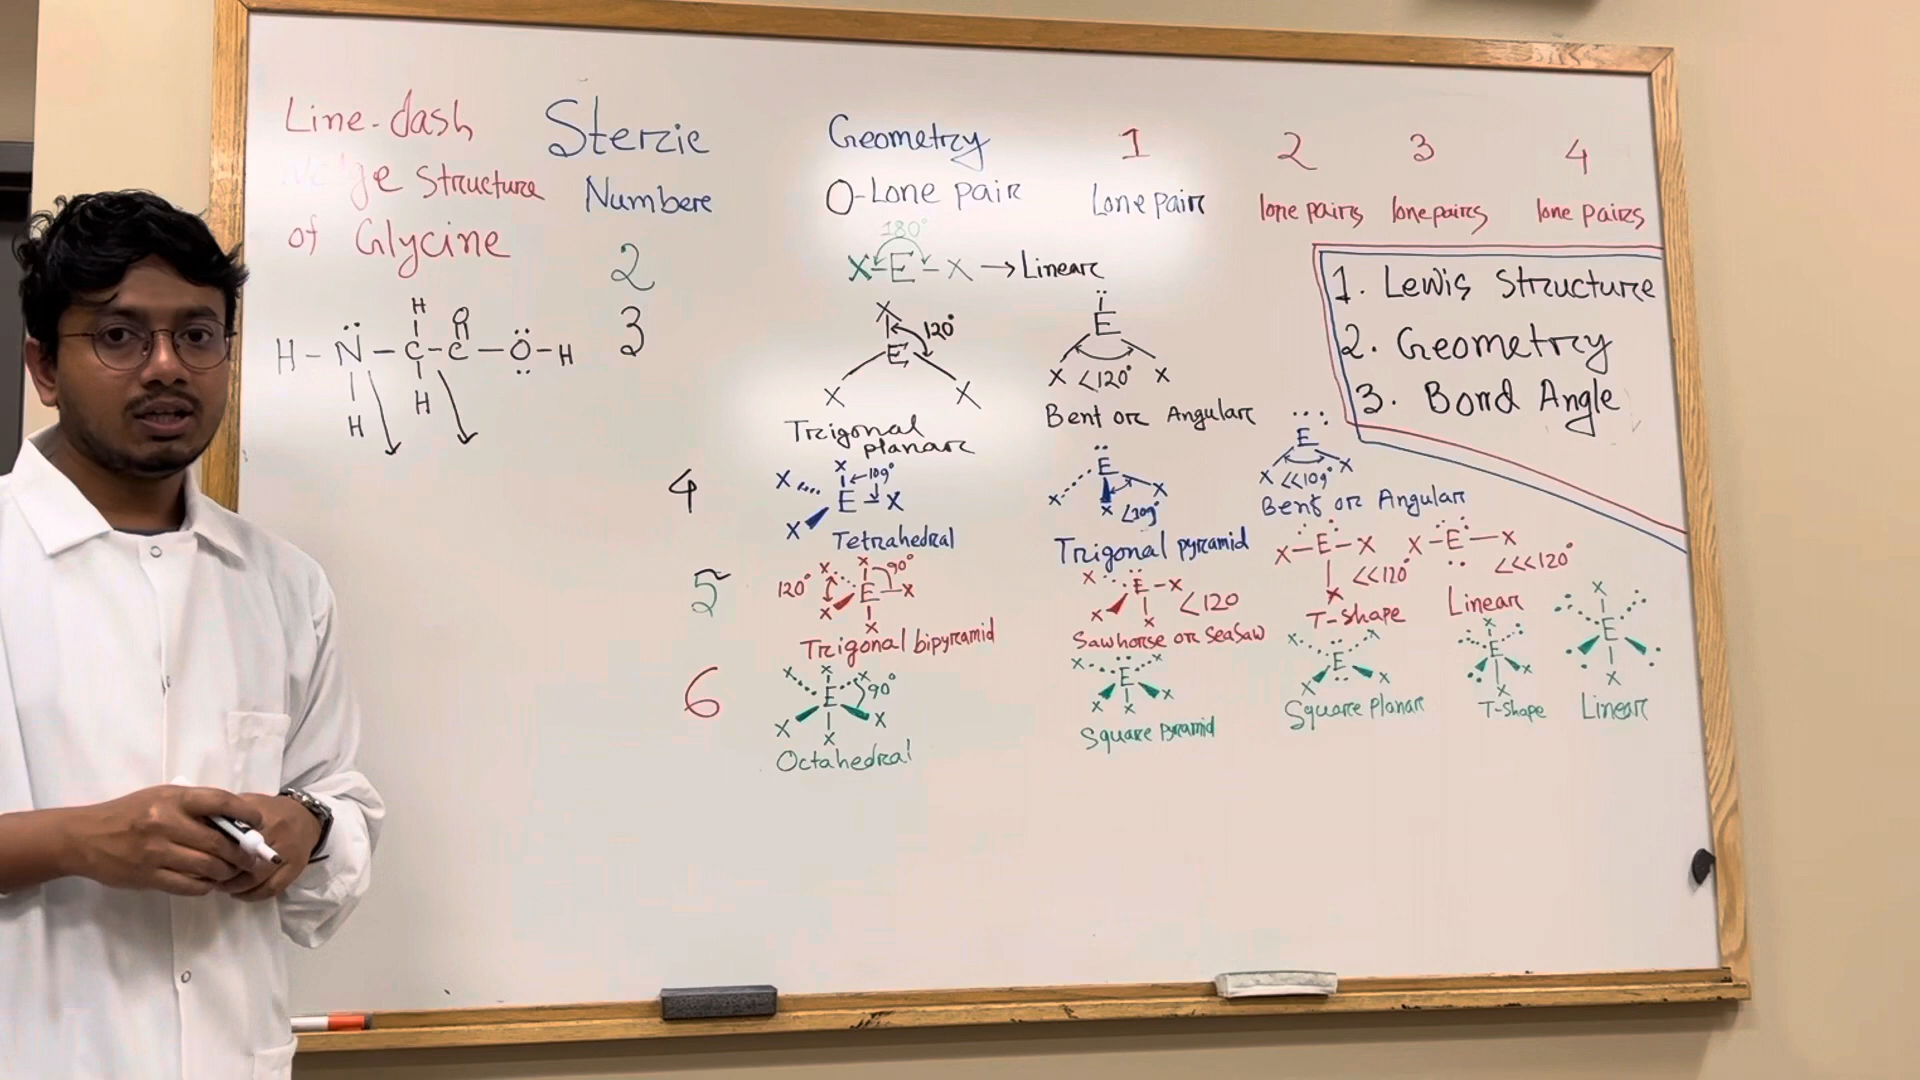 Line-dash
Wedge Structure
of Glycine
Sterzie
Numbere
Geometry
0-Lone pair
1
Lone pair
2
lone pairs
3
lone pairs
4
lone pairs
2
180°
X-E-X → Linear
1. Lewis Structure
2. Geometry
3. Bond Angle
H
H-N-C-C-O-H
H
H
3
X
120°
E
X X
Trigonal
planar
E
X <120° X
Bent or Angular
4
X
X 109°
E X
X
Tetrahedral
E
X X
X <109°
Trigonal pyramid
E
X <<109° X
Bent or Angular
5
120°
X X 90°
E-X
X
X
Trigonal bipyramid
X
E-X
X <120
X
Sawhorse or SeaSaw
X-E-X
<<120°
X
T-shape
X-E-X
<<<120°
Linear
6
X X X
E 90°
X X
X
Octahedral
X X
E
X X X
Square pyramid
X X
E
X X
Square planar
X
E
X
X
T-shape
X
E
X
Linear